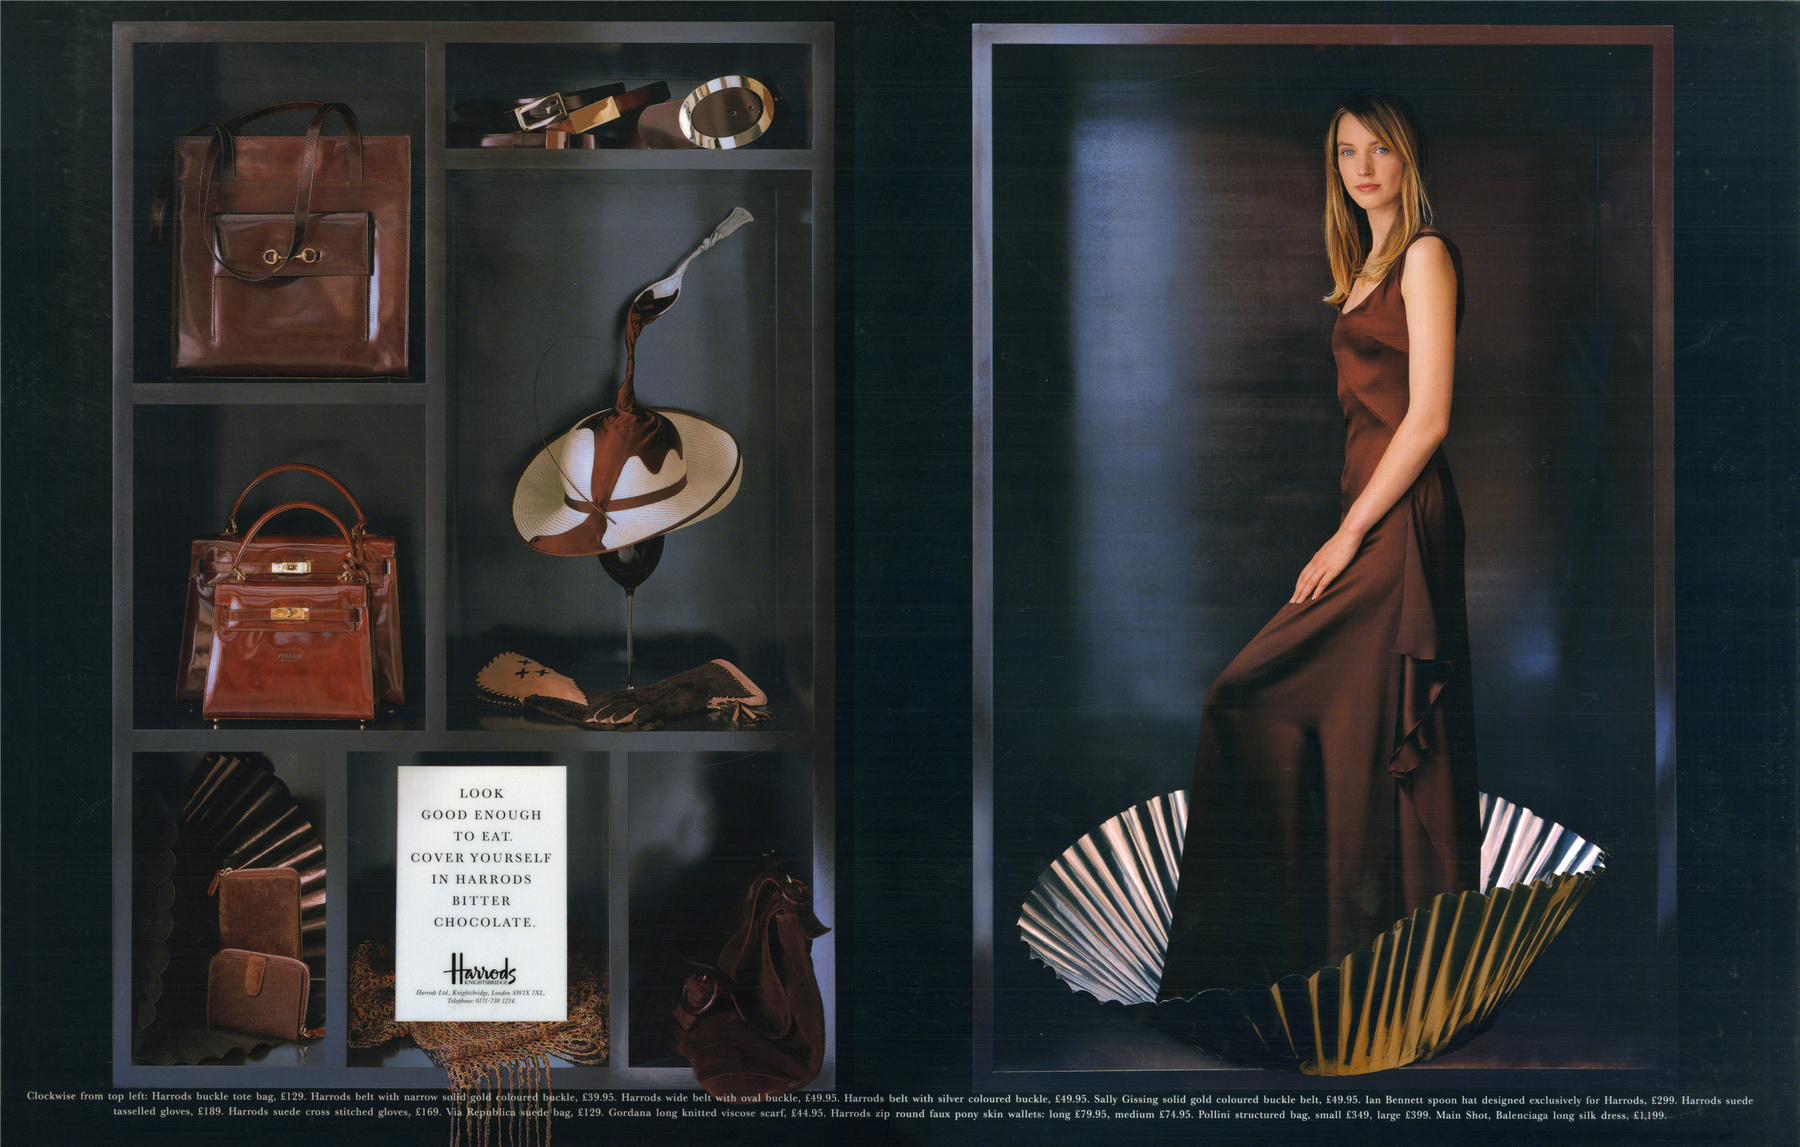 LOOK
GOOD ENOUGH
TO EAT.
COVER YOURSELF
IN HARRODS
BITTER
CHOCOLATE.
Harrods
KNIGHTSBRIDGE
Harrods Ltd., Knightsbridge, London SW1X 7XL.
Telephone: 0171-730 1234.
Clockwise from top left: Harrods buckle tote bag, £129. Harrods belt with narrow solid gold coloured buckle, £39.95. Harrods wide belt with oval buckle, £49.95. Harrods belt with silver coloured buckle, £49.95. Sally Gissing solid gold coloured buckle belt, £49.95. Ian Bennett spoon hat designed exclusively for Harrods, £299. Harrods suede
tasselled gloves, £189. Harrods suede cross stitched gloves, £169. Via Republica suede bag, £129. Gordana long knitted viscose scarf, £44.95. Harrods zip round faux pony skin wallets: long £79.95, medium £74.95. Pollini structured bag, small £349, large £399. Main Shot, Balenciaga long silk dress, £1,199.